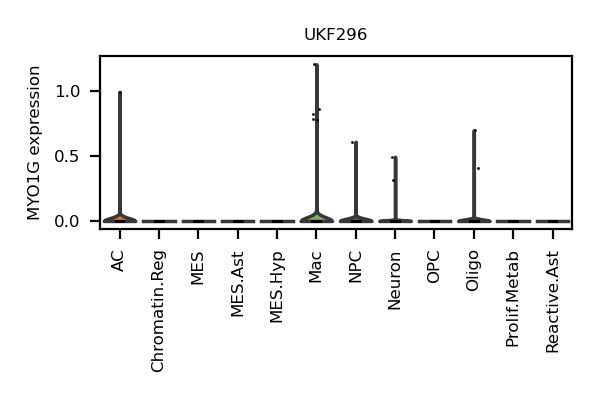 UKF296
MYO1G expression
1.0
0.5
0.0
AC
Chromatin.Reg
MES
MES.Ast
MES.Hyp
Mac
NPC
Neuron
OPC
Oligo
Prolif.Metab
Reactive.Ast